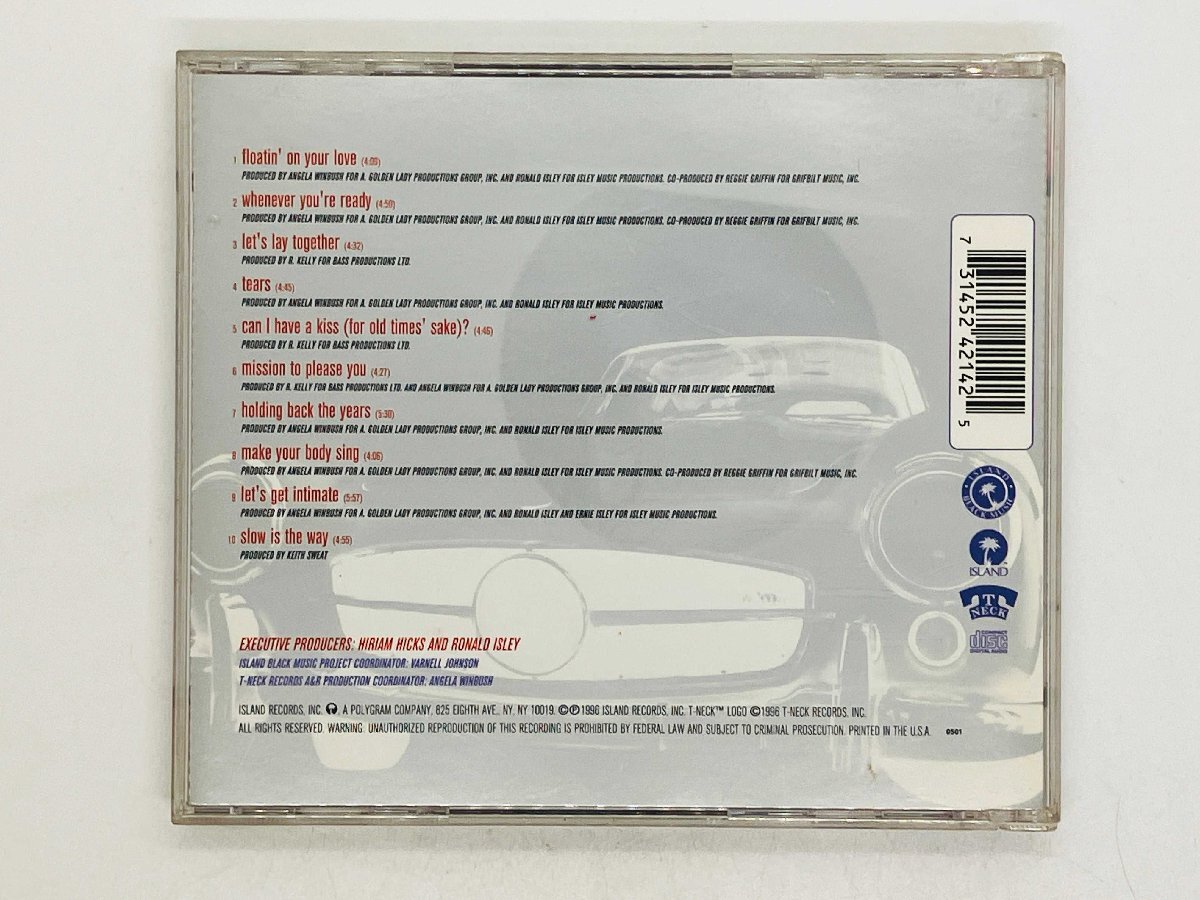 1 floatin' on your love (4:09)
PRODUCED BY ANGELA WINBUSH FOR A. GOLDEN LADY PRODUCTIONS GROUP, INC. AND RONALD ISLEY FOR ISLEY MUSIC PRODUCTIONS. CO-PRODUCED BY REGGIE GRIFFIN FOR GRIFBILT MUSIC, INC.
2 whenever you're ready (4:50)
PRODUCED BY ANGELA WINBUSH FOR A. GOLDEN LADY PRODUCTIONS GROUP, INC. AND RONALD ISLEY FOR ISLEY MUSIC PRODUCTIONS. CO-PRODUCED BY REGGIE GRIFFIN FOR GRIFBILT MUSIC, INC.
3 let's lay together (4:32)
PRODUCED BY R. KELLY FOR BASS PRODUCTIONS LTD.
4 tears (4:45)
PRODUCED BY ANGELA WINBUSH FOR A. GOLDEN LADY PRODUCTIONS GROUP, INC. AND RONALD ISLEY FOR ISLEY MUSIC PRODUCTIONS.
5 can I have a kiss (for old times' sake)? (4:46)
PRODUCED BY R. KELLY FOR BASS PRODUCTIONS LTD.
6 mission to please you (4:27)
PRODUCED BY R. KELLY FOR BASS PRODUCTIONS LTD. AND ANGELA WINBUSH FOR A. GOLDEN LADY PRODUCTIONS GROUP, INC. AND RONALD ISLEY FOR ISLEY MUSIC PRODUCTIONS.
7 holding back the years (5:30)
PRODUCED BY ANGELA WINBUSH FOR A. GOLDEN LADY PRODUCTIONS GROUP, INC. AND RONALD ISLEY FOR ISLEY MUSIC PRODUCTIONS.
8 make your body sing (4:06)
PRODUCED BY ANGELA WINBUSH FOR A. GOLDEN LADY PRODUCTIONS GROUP, INC. AND RONALD ISLEY FOR ISLEY MUSIC PRODUCTIONS. CO-PRODUCED BY REGGIE GRIFFIN FOR GRIFBILT MUSIC, INC.
9 let's get intimate (5:57)
PRODUCED BY ANGELA WINBUSH FOR A. GOLDEN LADY PRODUCTIONS GROUP, INC. AND RONALD ISLEY AND ERNIE ISLEY FOR ISLEY MUSIC PRODUCTIONS.
10 slow is the way (4:55)
PRODUCED BY KEITH SWEAT
EXECUTIVE PRODUCERS: HIRIAM HICKS AND RONALD ISLEY
ISLAND BLACK MUSIC PROJECT COORDINATOR: VARNELL JOHNSON
T-NECK RECORDS A&R PRODUCTION COORDINATOR: ANGELA WINBUSH
ISLAND RECORDS, INC. , A POLYGRAM COMPANY, 825 EIGHTH AVE., NY, NY 10019. ©℗1996 ISLAND RECORDS, INC. T-NECK™ LOGO ©1996 T-NECK RECORDS, INC.
ALL RIGHTS RESERVED. WARNING: UNAUTHORIZED REPRODUCTION OF THIS RECORDING IS PROHIBITED BY FEDERAL LAW AND SUBJECT TO CRIMINAL PROSECUTION. PRINTED IN THE U.S.A. 0501
7 31452 42142 5
ISLAND BLACK MUSIC
ISLAND™
T NECK
COMPACT disc DIGITAL AUDIO